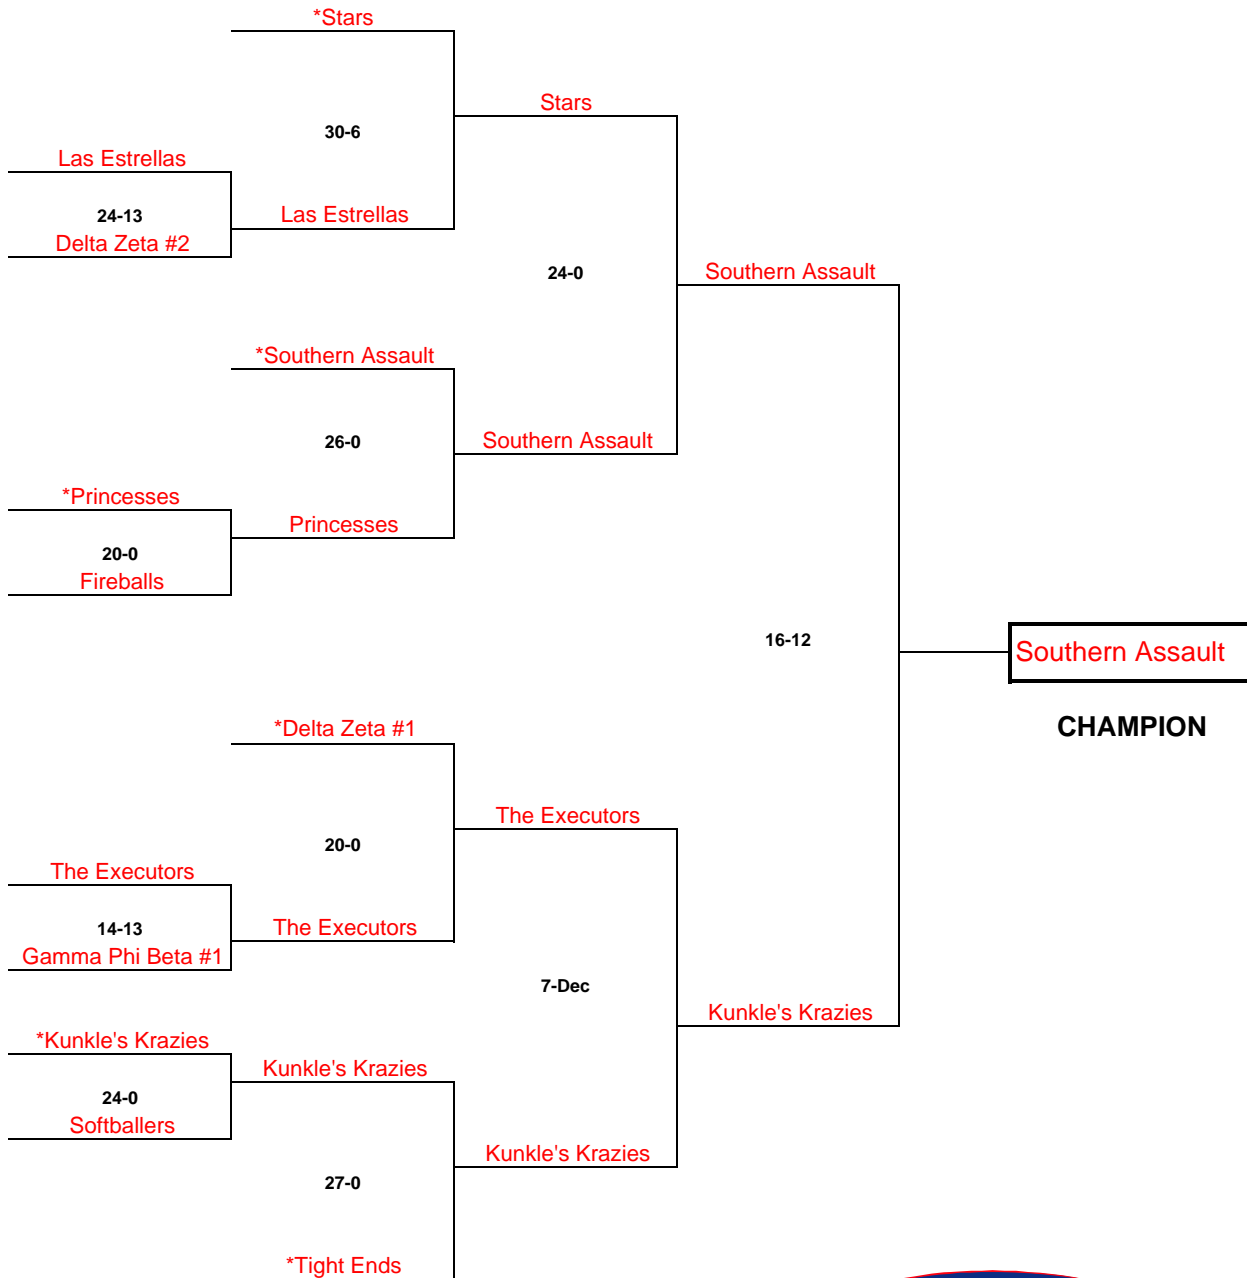 *Stars
Stars
30-6
Las Estrellas
24-13
Las Estrellas
Delta Zeta #2
24-0
Southern Assault
*Southern Assault
26-0
Southern Assault
*Princesses
Princesses
20-0
Fireballs
16-12
Southern Assault
CHAMPION
*Delta Zeta #1
The Executors
20-0
The Executors
14-13
The Executors
Gamma Phi Beta #1
7-Dec
Kunkle's Krazies
*Kunkle's Krazies
Kunkle's Krazies
24-0
Softballers
Kunkle's Krazies
27-0
*Tight Ends